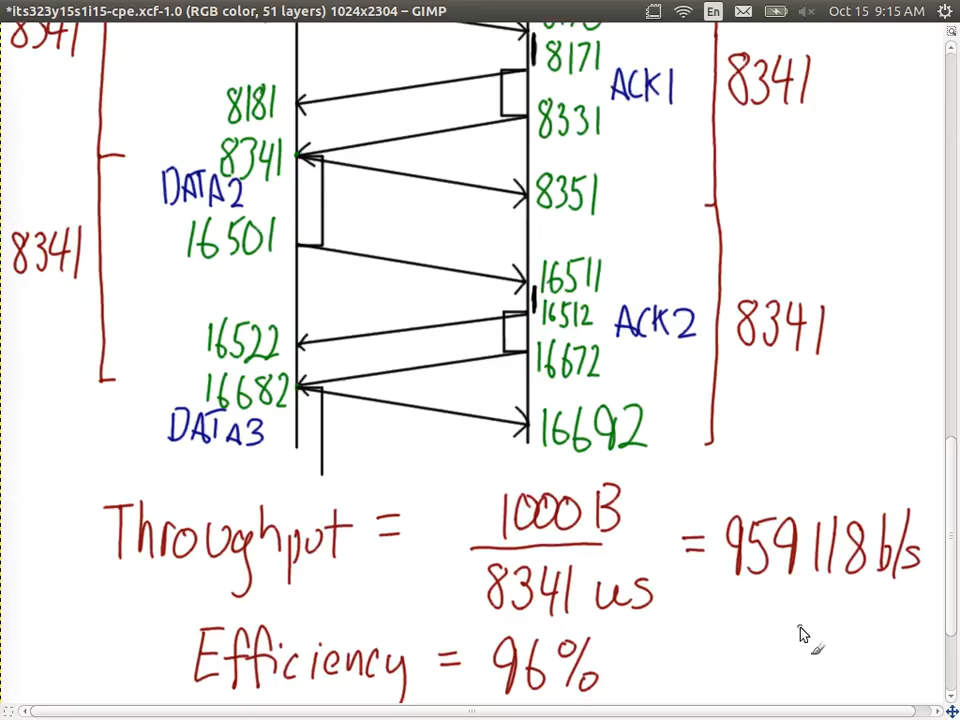 *its323y15s1i15-cpe.xcf-1.0 (RGB color, 51 layers) 1024x2304 – GIMP
En
Oct 15 9:15 AM
8341
8171
8341
ACK1
8181
8331
8341
DATA2
8351
16501
8341
16511
16512
ACK2
8341
16522
16672
16682
DATA3
16692
Throughput = 1000 B = 959118 b/s
8341 us
Efficiency = 96%